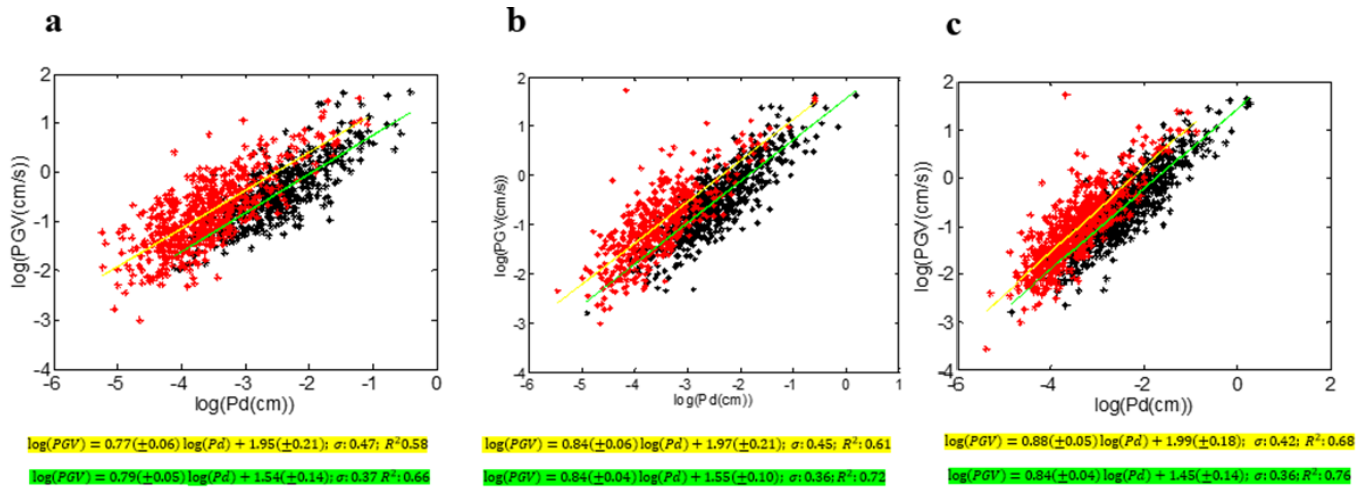 a
b
c
log(PGV(cm/s))
2
1
0
-1
-2
-3
-4
-6
-5
-4
-3
-2
-1
0
log(Pd(cm))
log(PGV(cm/s))
2
1
0
-1
-2
-3
-4
-6
-5
-4
-3
-2
-1
0
1
log(Pd(cm))
log(PGV(cm/s))
2
1
0
-1
-2
-3
-4
-6
-4
-2
0
2
log(Pd(cm))
log(PGV) = 0.77(±0.06) log(Pd) + 1.95(±0.21); σ: 0.47; R² 0.58
log(PGV) = 0.79(±0.05) log(Pd) + 1.54(±0.14); σ: 0.37 R²: 0.66
log(PGV) = 0.84(±0.06) log(Pd) + 1.97(±0.21); σ: 0.45; R²: 0.61
log(PGV) = 0.84(±0.04) log(Pd) + 1.55(±0.10); σ: 0.36; R²: 0.72
log(PGV) = 0.88(±0.05) log(Pd) + 1.99(±0.18); σ: 0.42; R²: 0.68
log(PGV) = 0.84(±0.04) log(Pd) + 1.45(±0.14); σ: 0.36; R²: 0.76